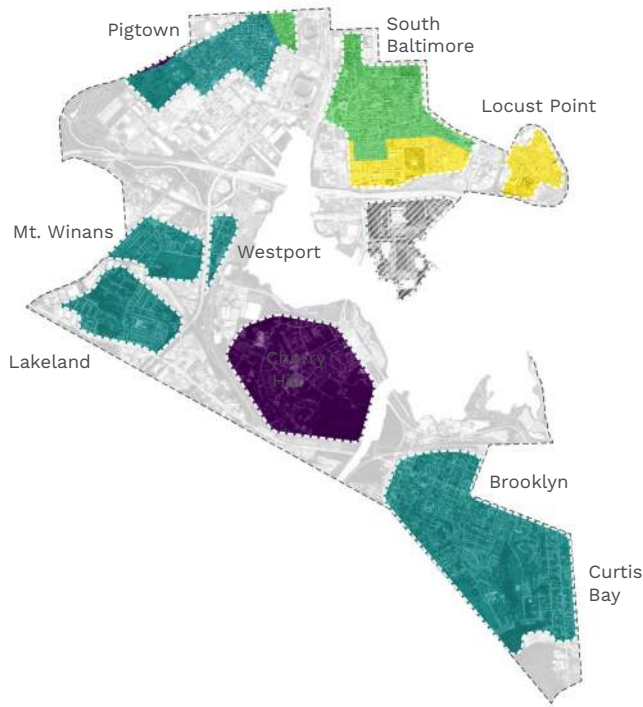 Pigtown
South
Baltimore
Locust Point
Mt. Winans
Westport
Lakeland
Cherry
Hill
Brooklyn
Curtis
Bay